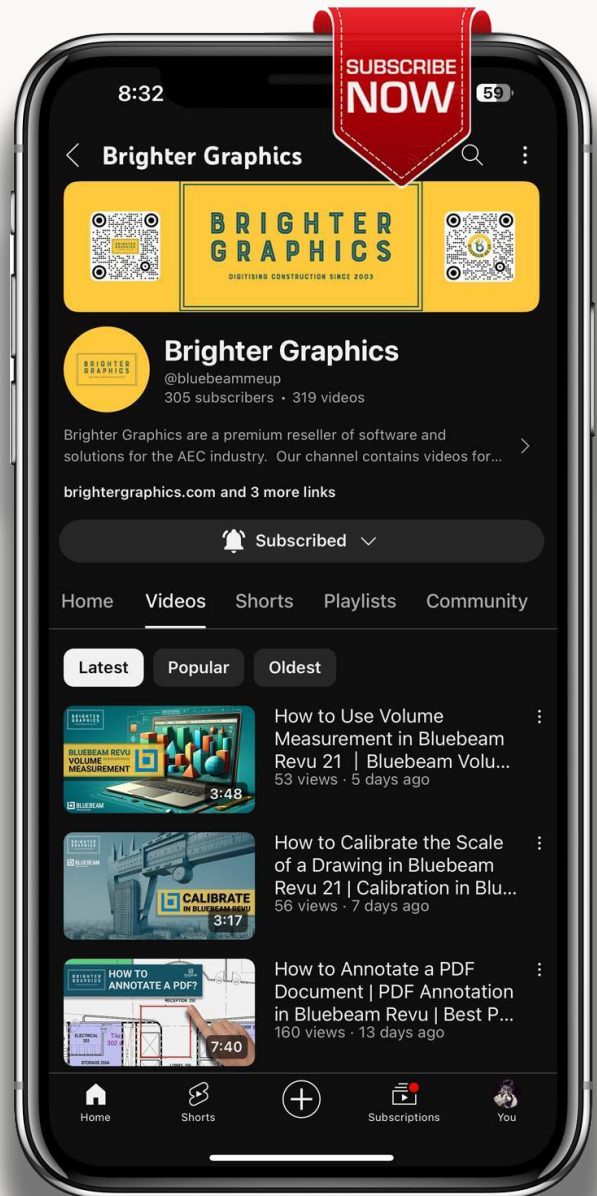 SUBSCRIBE
NOW
8:32
59
Brighter Graphics
BRIGHTER
GRAPHICS
DIGITISING CONSTRUCTION SINCE 2003
BRIGHTER
GRAPHICS
Brighter Graphics
@bluebeammeup
305 subscribers • 319 videos
Brighter Graphics are a premium reseller of software and
solutions for the AEC industry. Our channel contains videos for...
brightergraphics.com and 3 more links
Subscribed
Home Videos Shorts Playlists Community
Latest Popular Oldest
BRIGHTER
GRAPHICS
BLUEBEAM REVU
VOLUME
MEASUREMENT
BLUEBEAM
3:48
How to Use Volume
Measurement in Bluebeam
Revu 21 | Bluebeam Volu...
53 views · 5 days ago
BRIGHTER
GRAPHICS
BLUEBEAM
CALIBRATE
IN BLUEBEAM REVU
3:17
How to Calibrate the Scale
of a Drawing in Bluebeam
Revu 21 | Calibration in Blu...
56 views · 7 days ago
BRIGHTER
GRAPHICS
HOW TO
ANNOTATE A PDF?
RECEPTION 251
ELECTRICAL
STORAGE 250A
7:40
How to Annotate a PDF
Document | PDF Annotation
in Bluebeam Revu | Best P...
160 views · 13 days ago
Home Shorts Subscriptions You